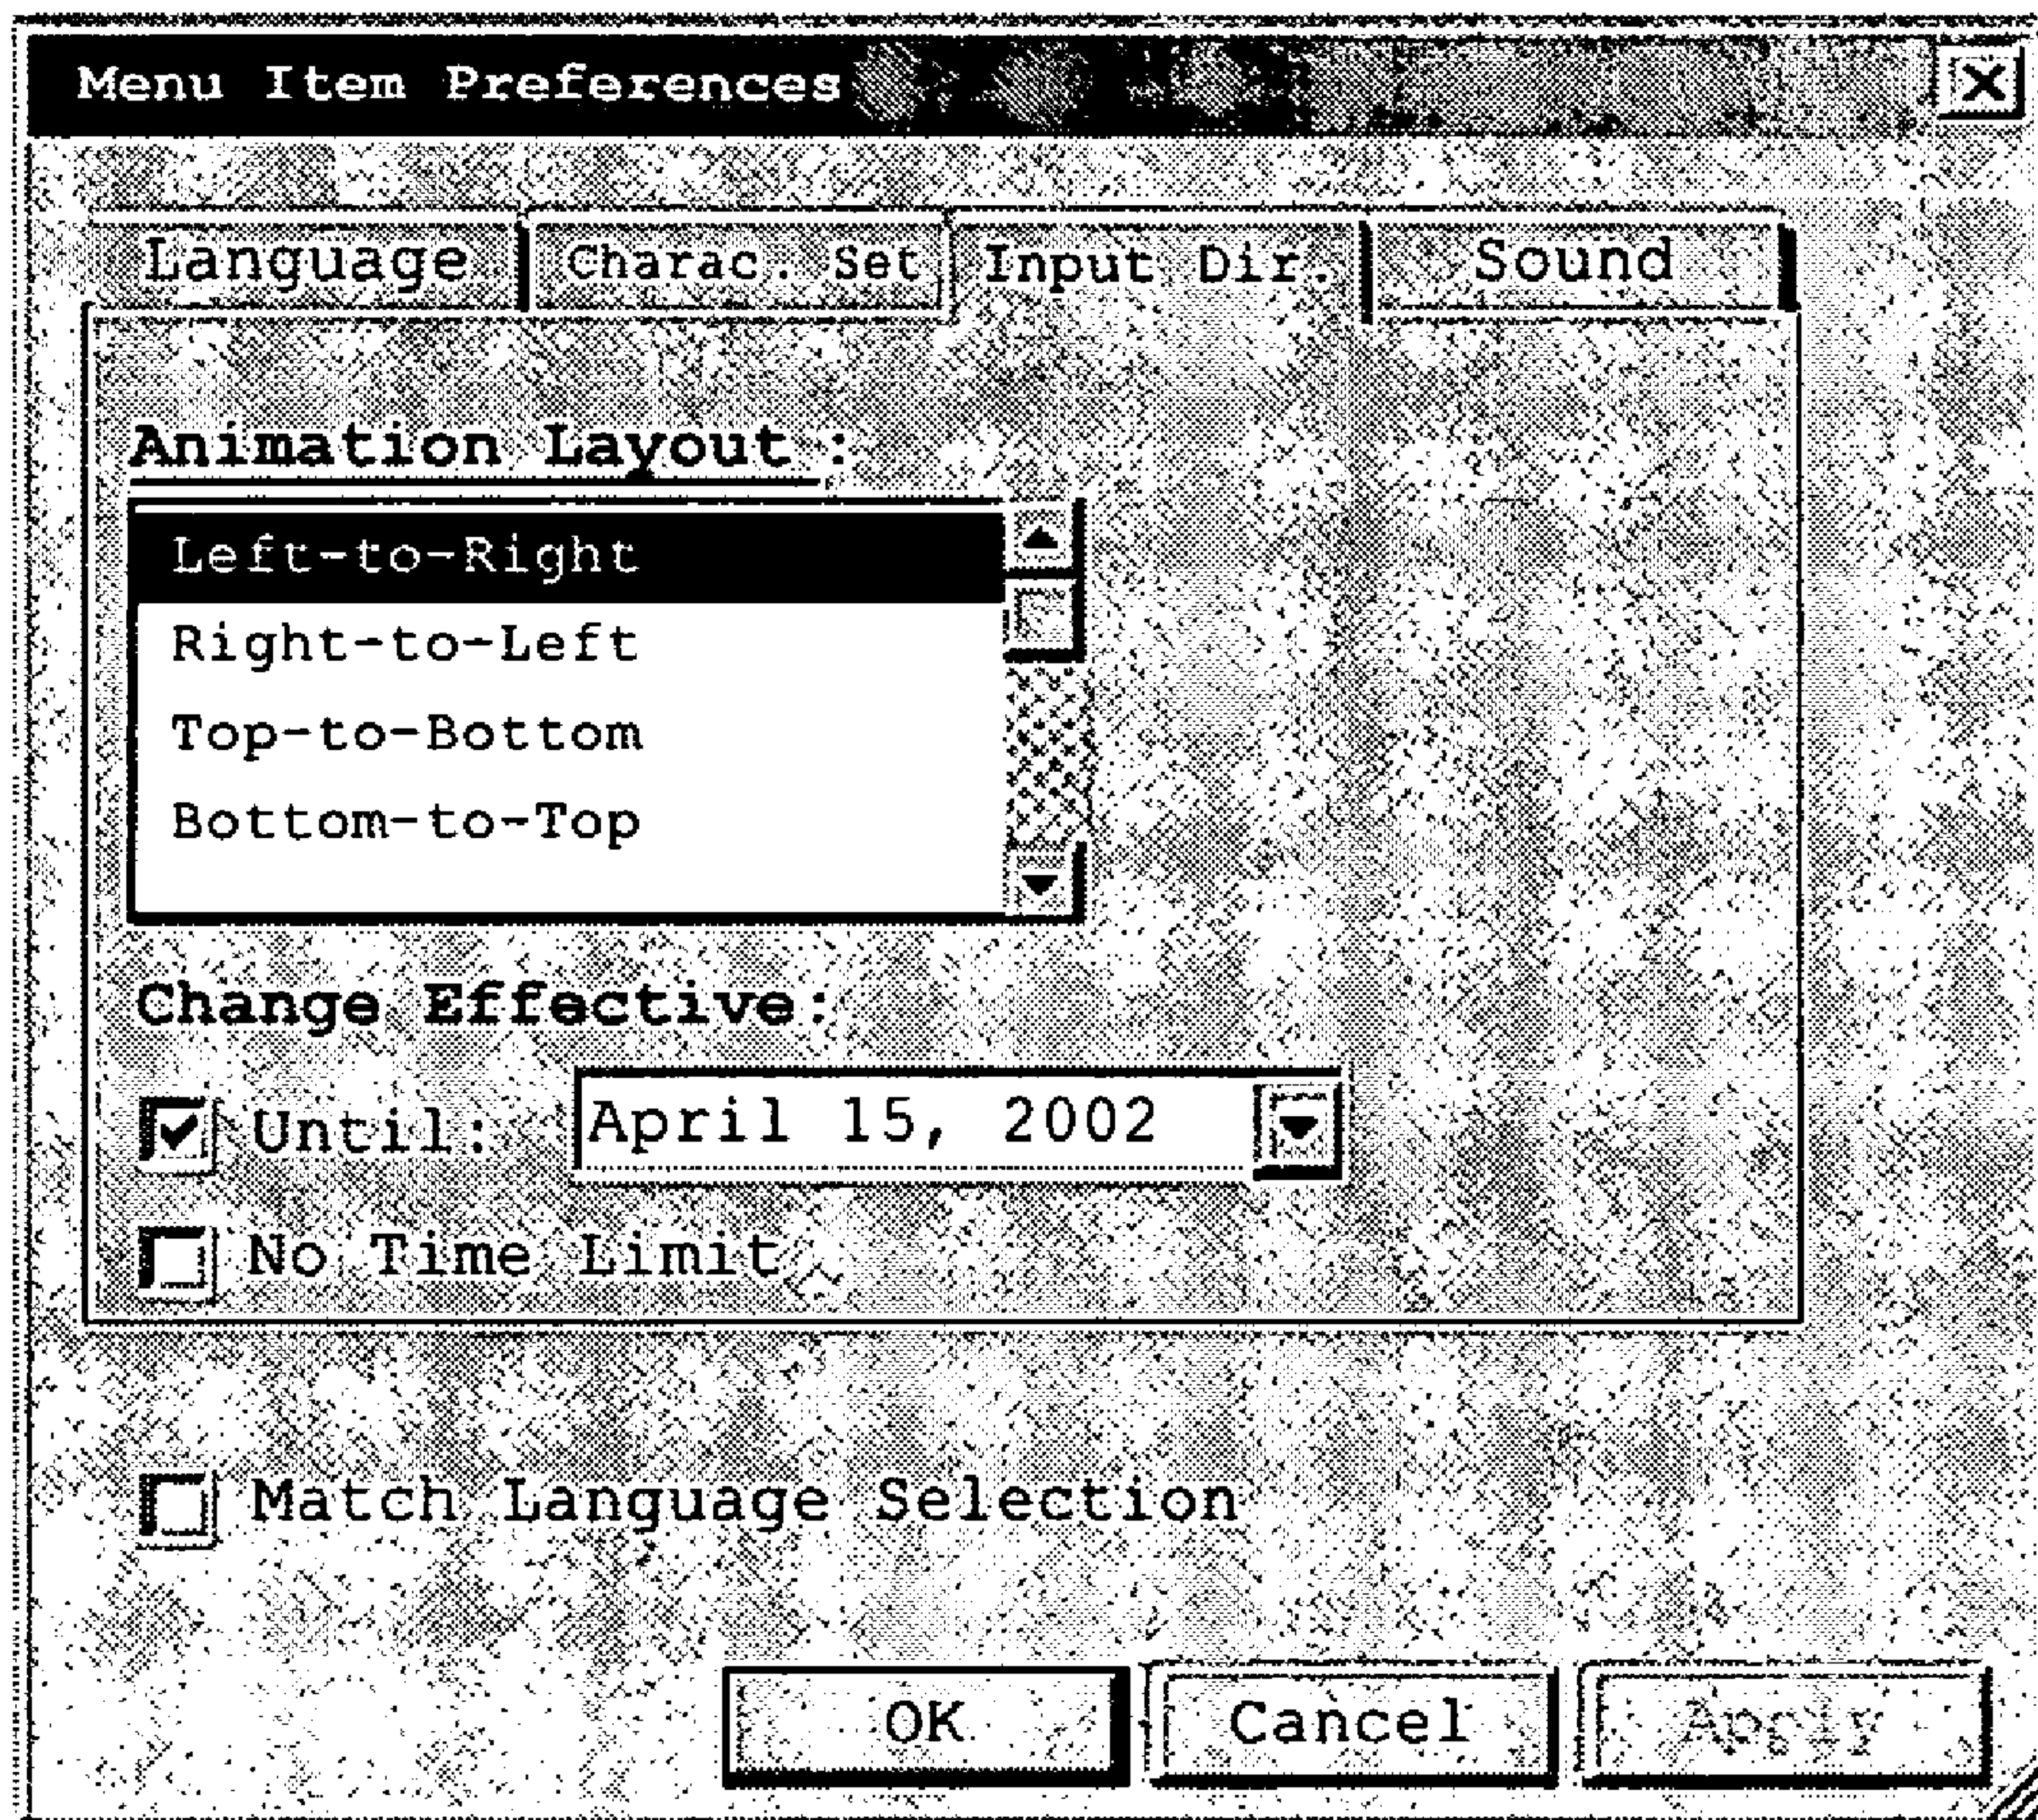 Menu Item Preferences
Language Charac. Set Input Dir. Sound
Animation Layout :
Left-to-Right
Right-to-Left
Top-to-Bottom
Bottom-to-Top
Change Effective:
Until: April 15, 2002
No Time Limit
Match Language Selection
OK Cancel Apply